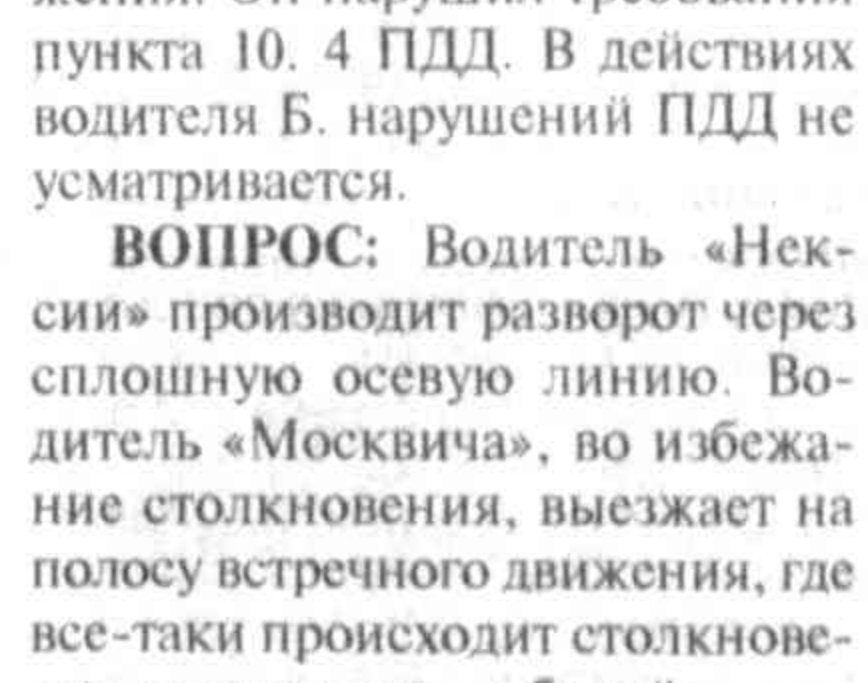 пункта 10. 4 ПДД. В действиях
водителя Б. нарушений ПДД не
усматривается.
ВОПРОС: Водитель «Нек-
сии» производит разворот через
сплошную осевую линию. Во-
дитель «Москвича», во избежа-
ние столкновения, выезжает на
полосу встречного движения, где
все-таки происходит столкнове-